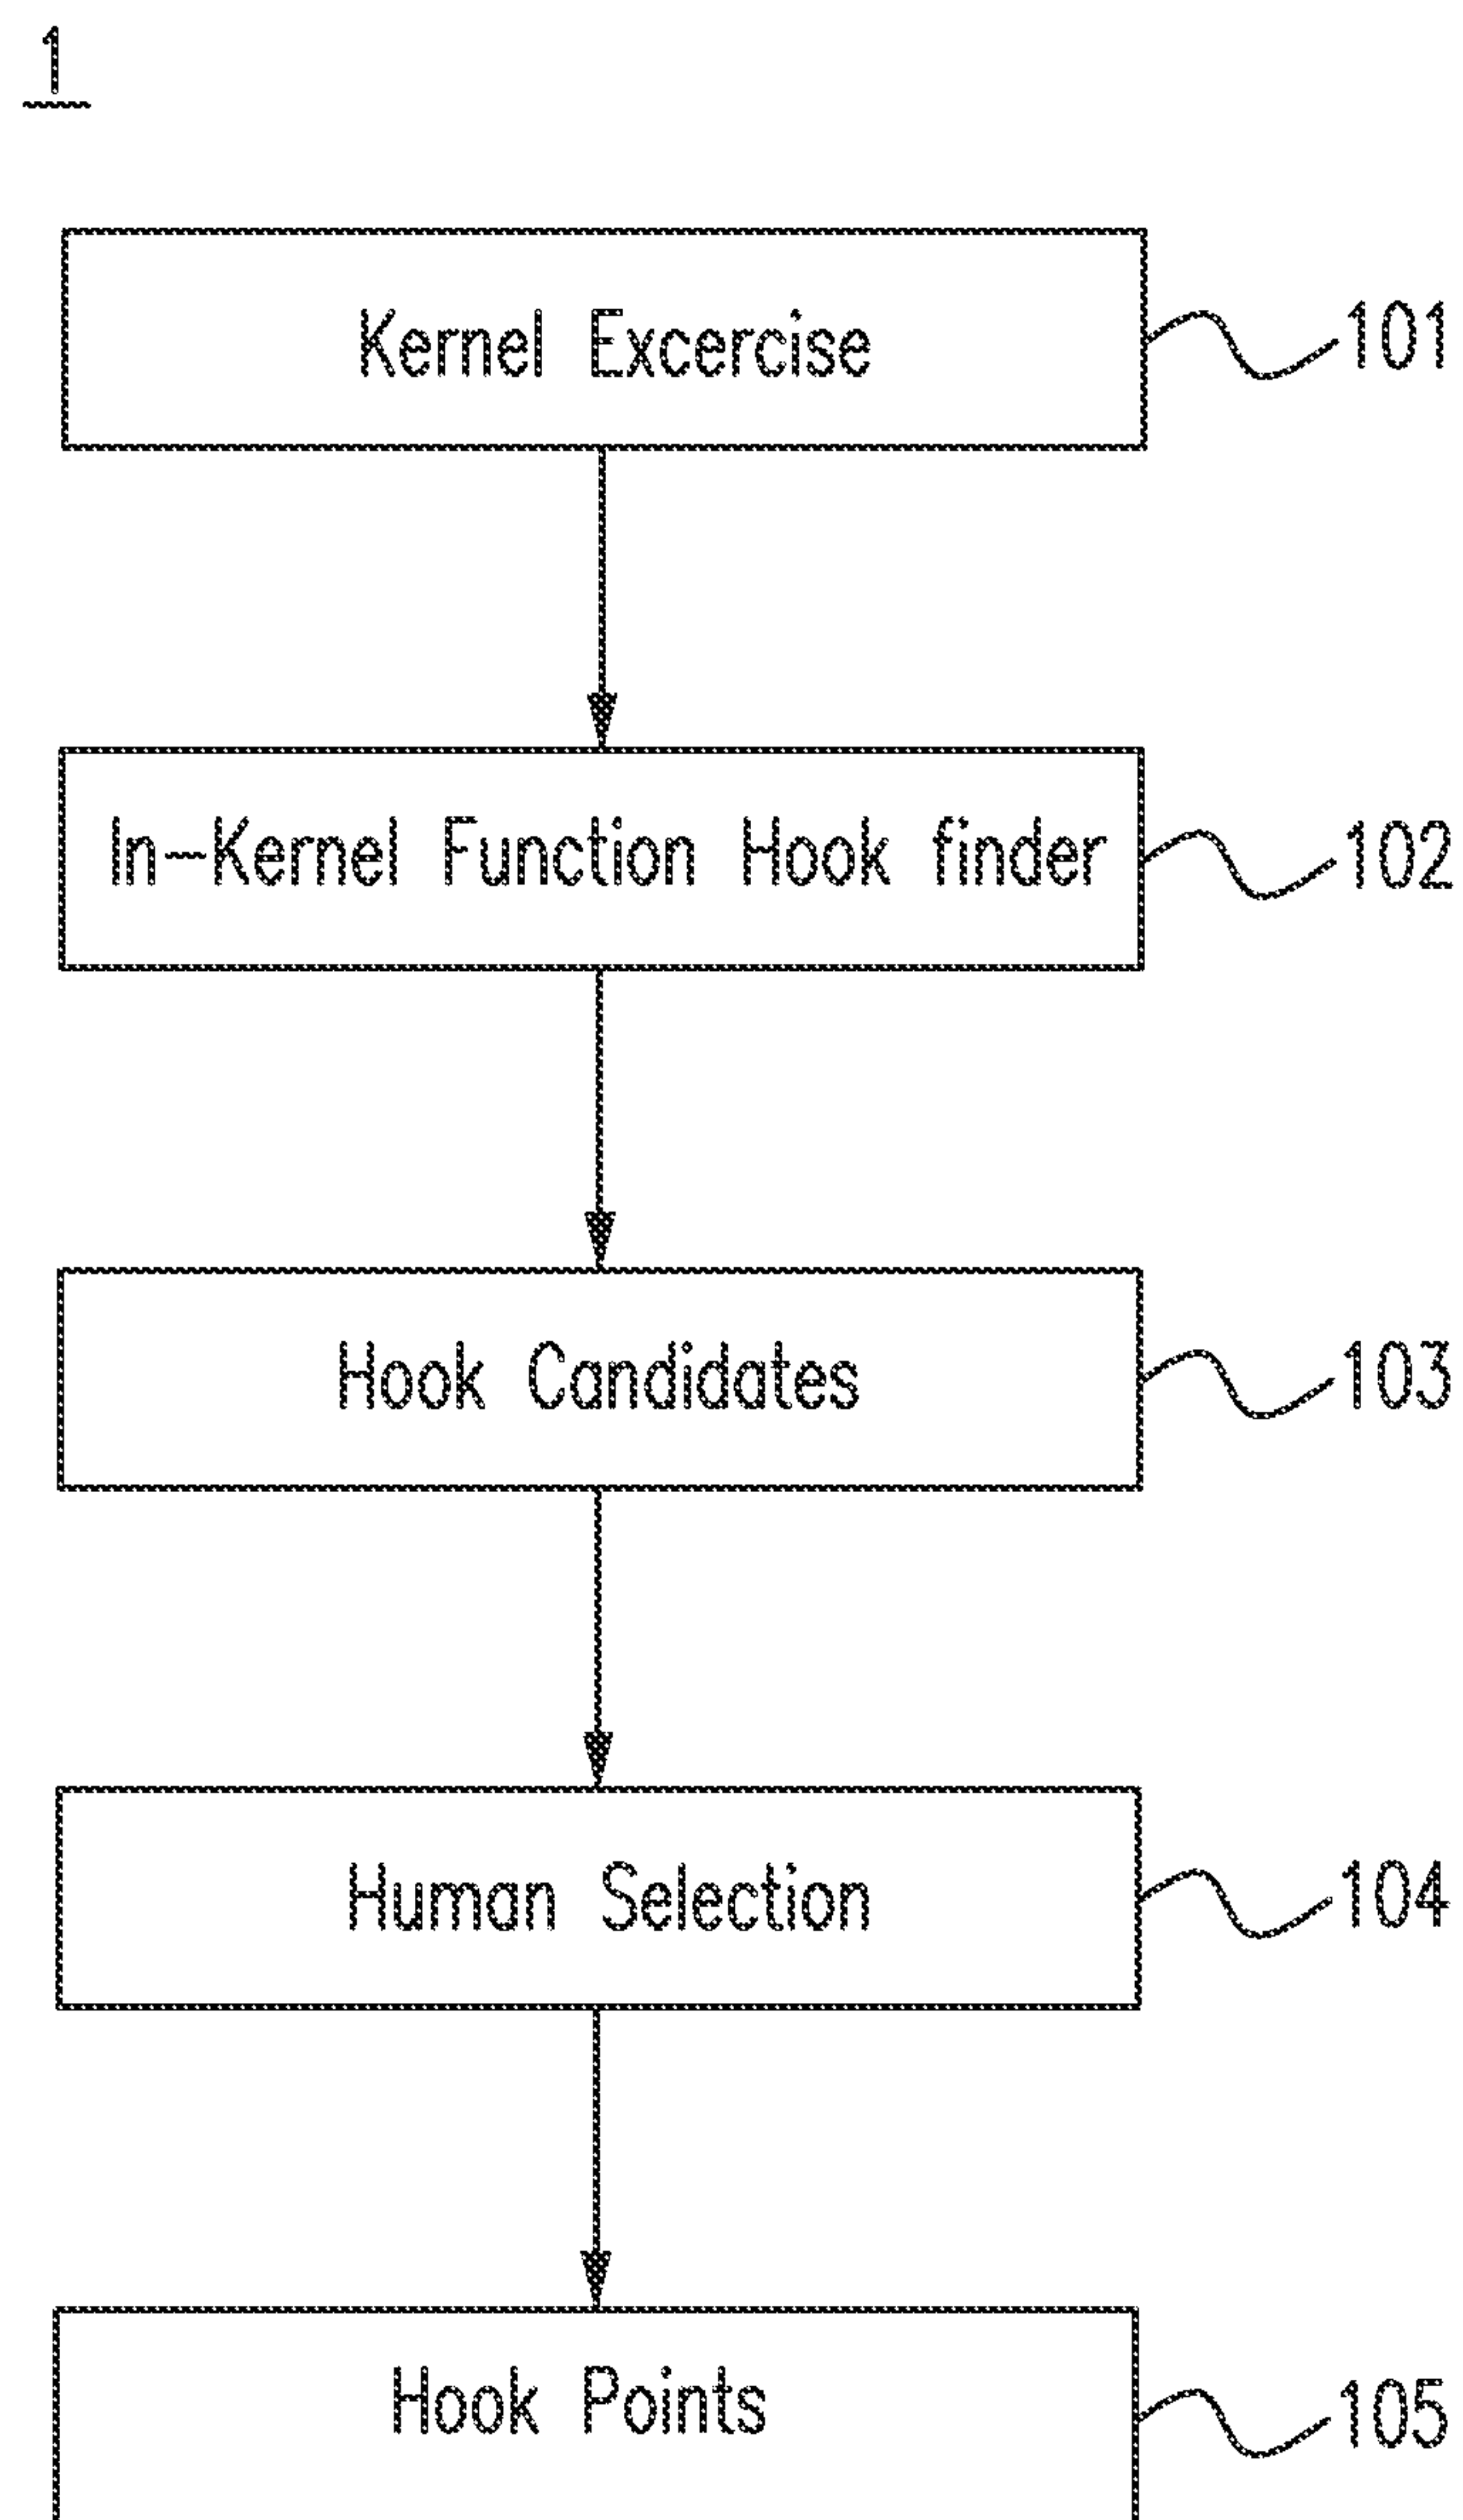 1
Kernel Excercise
101
In-Kernel Function Hook finder
102
Hook Candidates
103
Human Selection
104
Hook Points
105